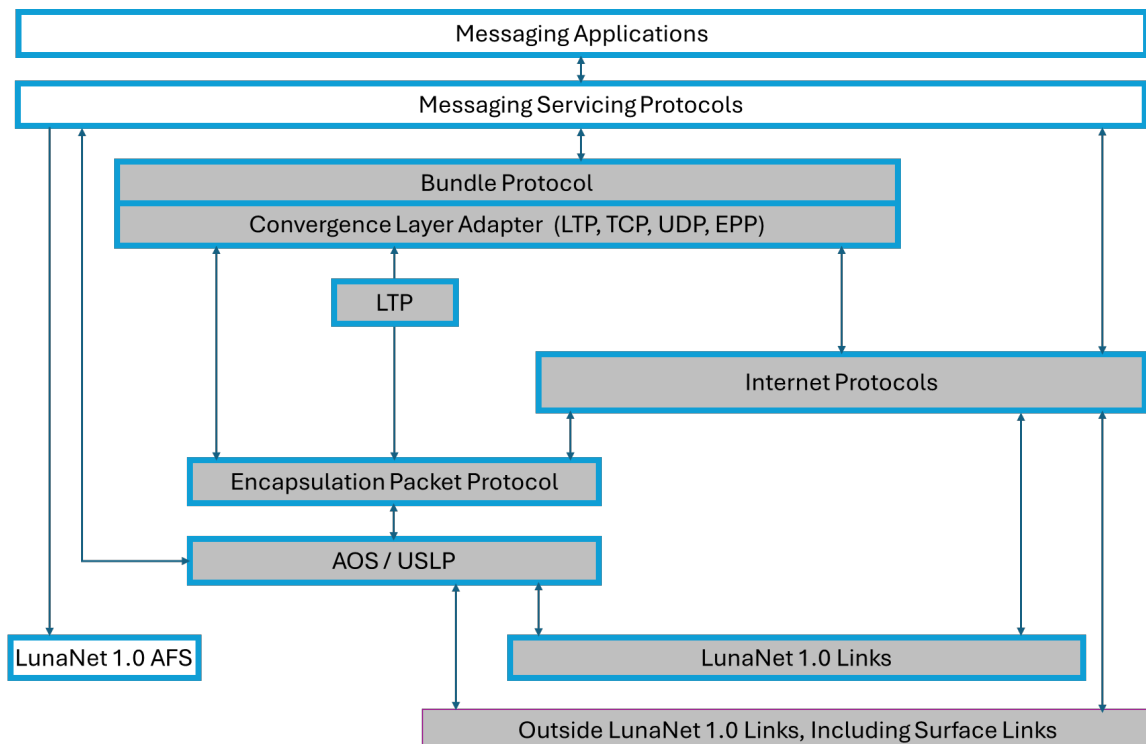 Messaging Applications
Messaging Servicing Protocols
Bundle Protocol
Convergence Layer Adapter (LTP, TCP, UDP, EPP)
LTP
Internet Protocols
Encapsulation Packet Protocol
AOS / USLP
LunaNet 1.0 AFS
LunaNet 1.0 Links
Outside LunaNet 1.0 Links, Including Surface Links